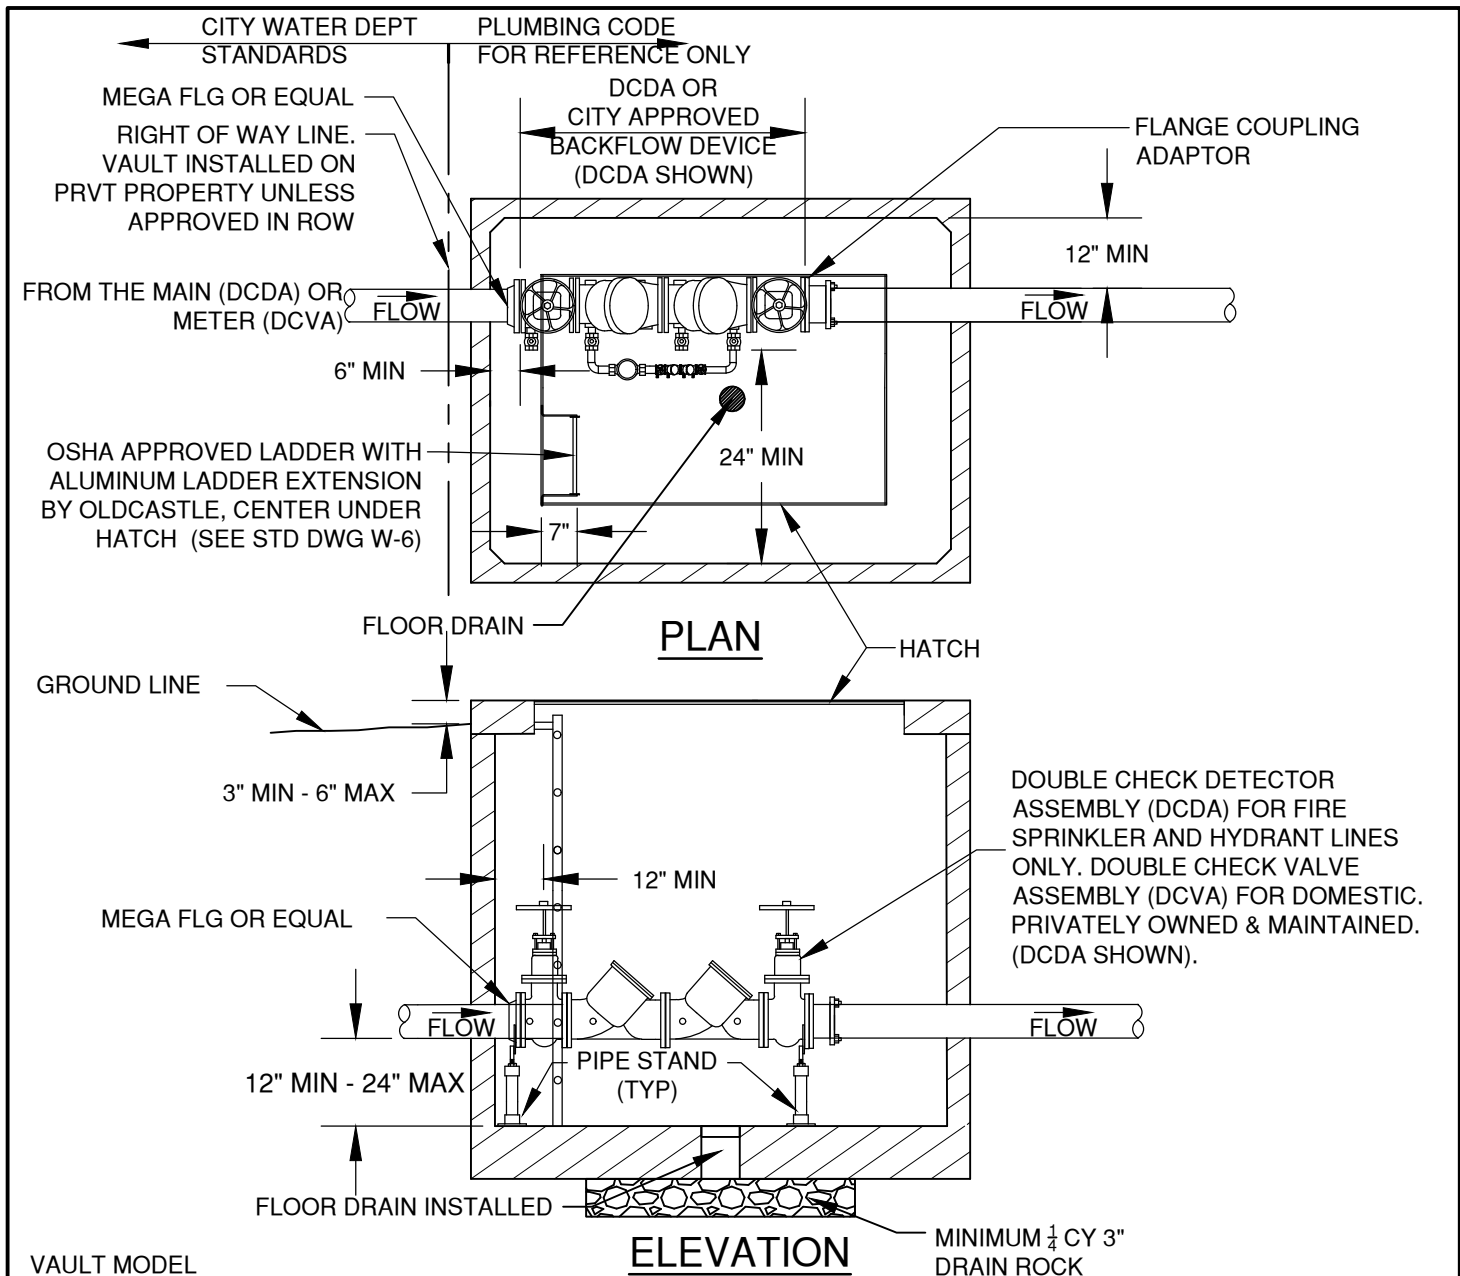 CITY WATER DEPT
STANDARDS
PLUMBING CODE
FOR REFERENCE ONLY
MEGA FLG OR EQUAL
RIGHT OF WAY LINE.
VAULT INSTALLED ON
PRVT PROPERTY UNLESS
APPROVED IN ROW
DCDA OR
CITY APPROVED
BACKFLOW DEVICE
(DCDA SHOWN)
FLANGE COUPLING
ADAPTOR
12" MIN
FROM THE MAIN (DCDA) OR
METER (DCVA)
FLOW
FLOW
6" MIN
OSHA APPROVED LADDER WITH
ALUMINUM LADDER EXTENSION
BY OLDCASTLE, CENTER UNDER
HATCH (SEE STD DWG W-6)
24" MIN
7"
FLOOR DRAIN
PLAN
HATCH
GROUND LINE
3" MIN - 6" MAX
12" MIN
DOUBLE CHECK DETECTOR
ASSEMBLY (DCDA) FOR FIRE
SPRINKLER AND HYDRANT LINES
ONLY. DOUBLE CHECK VALVE
ASSEMBLY (DCVA) FOR DOMESTIC.
PRIVATELY OWNED & MAINTAINED.
(DCDA SHOWN).
MEGA FLG OR EQUAL
FLOW
FLOW
12" MIN - 24" MAX
PIPE STAND
(TYP)
FLOOR DRAIN INSTALLED
ELEVATION
MINIMUM 1/4 CY 3"
DRAIN ROCK
VAULT MODEL